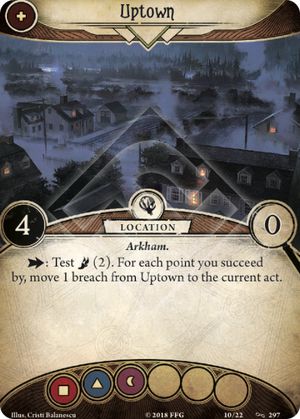 Uptown
4
LOCATION
0
Arkham.
: Test (2). For each point you succeed
by, move 1 breach from Uptown to the current act.
Illus. Cristi Balanescu
© 2018 FFG
10/22
297